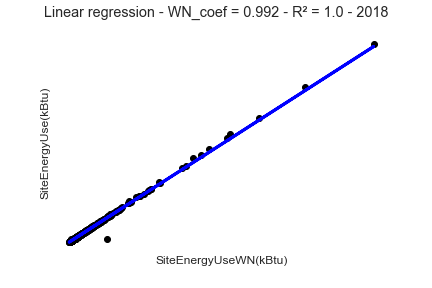 Linear regression - WN_coef = 0.992 - R² = 1.0 - 2018
SiteEnergyUse(kBtu)
SiteEnergyUseWN(kBtu)